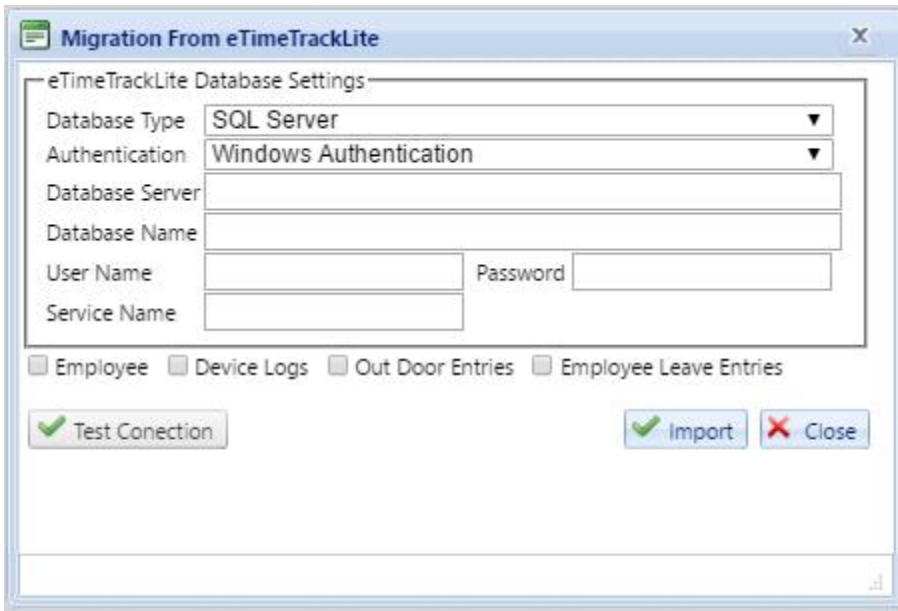 Migration From eTimeTrackLite
eTimeTrackLite Database Settings
Database Type SQL Server
Authentication Windows Authentication
Database Server
Database Name
User Name Password
Service Name
Employee Device Logs Out Door Entries Employee Leave Entries
Test Conection Import Close